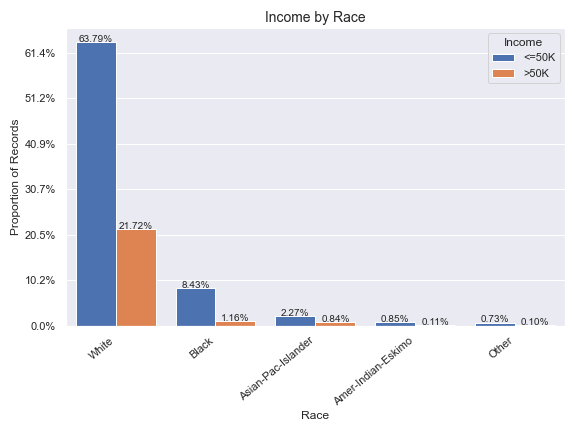 Income by Race
Income
<=50K
>50K
Proportion of Records
61.4%
51.2%
40.9%
30.7%
20.5%
10.2%
0.0%
63.79%
21.72%
8.43%
1.16%
2.27%
0.84%
0.85%
0.11%
0.73%
0.10%
White
Black
Asian-Pac-Islander
Amer-Indian-Eskimo
Other
Race